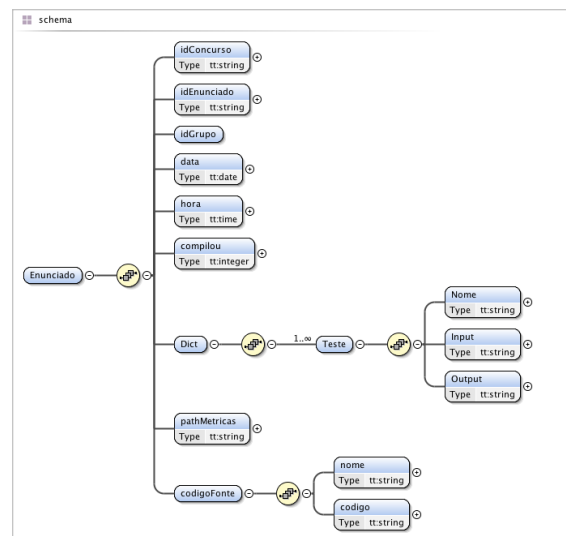 schema
idConcurso
Type tt:string
idEnunciado
Type tt:string
idGrupo
data
Type tt:date
hora
Type tt:time
compilou
Type tt:integer
Enunciado
Dict
1..∞
Teste
Nome
Type tt:string
Input
Type tt:string
Output
Type tt:string
pathMetricas
Type tt:string
codigoFonte
nome
Type tt:string
codigo
Type tt:string